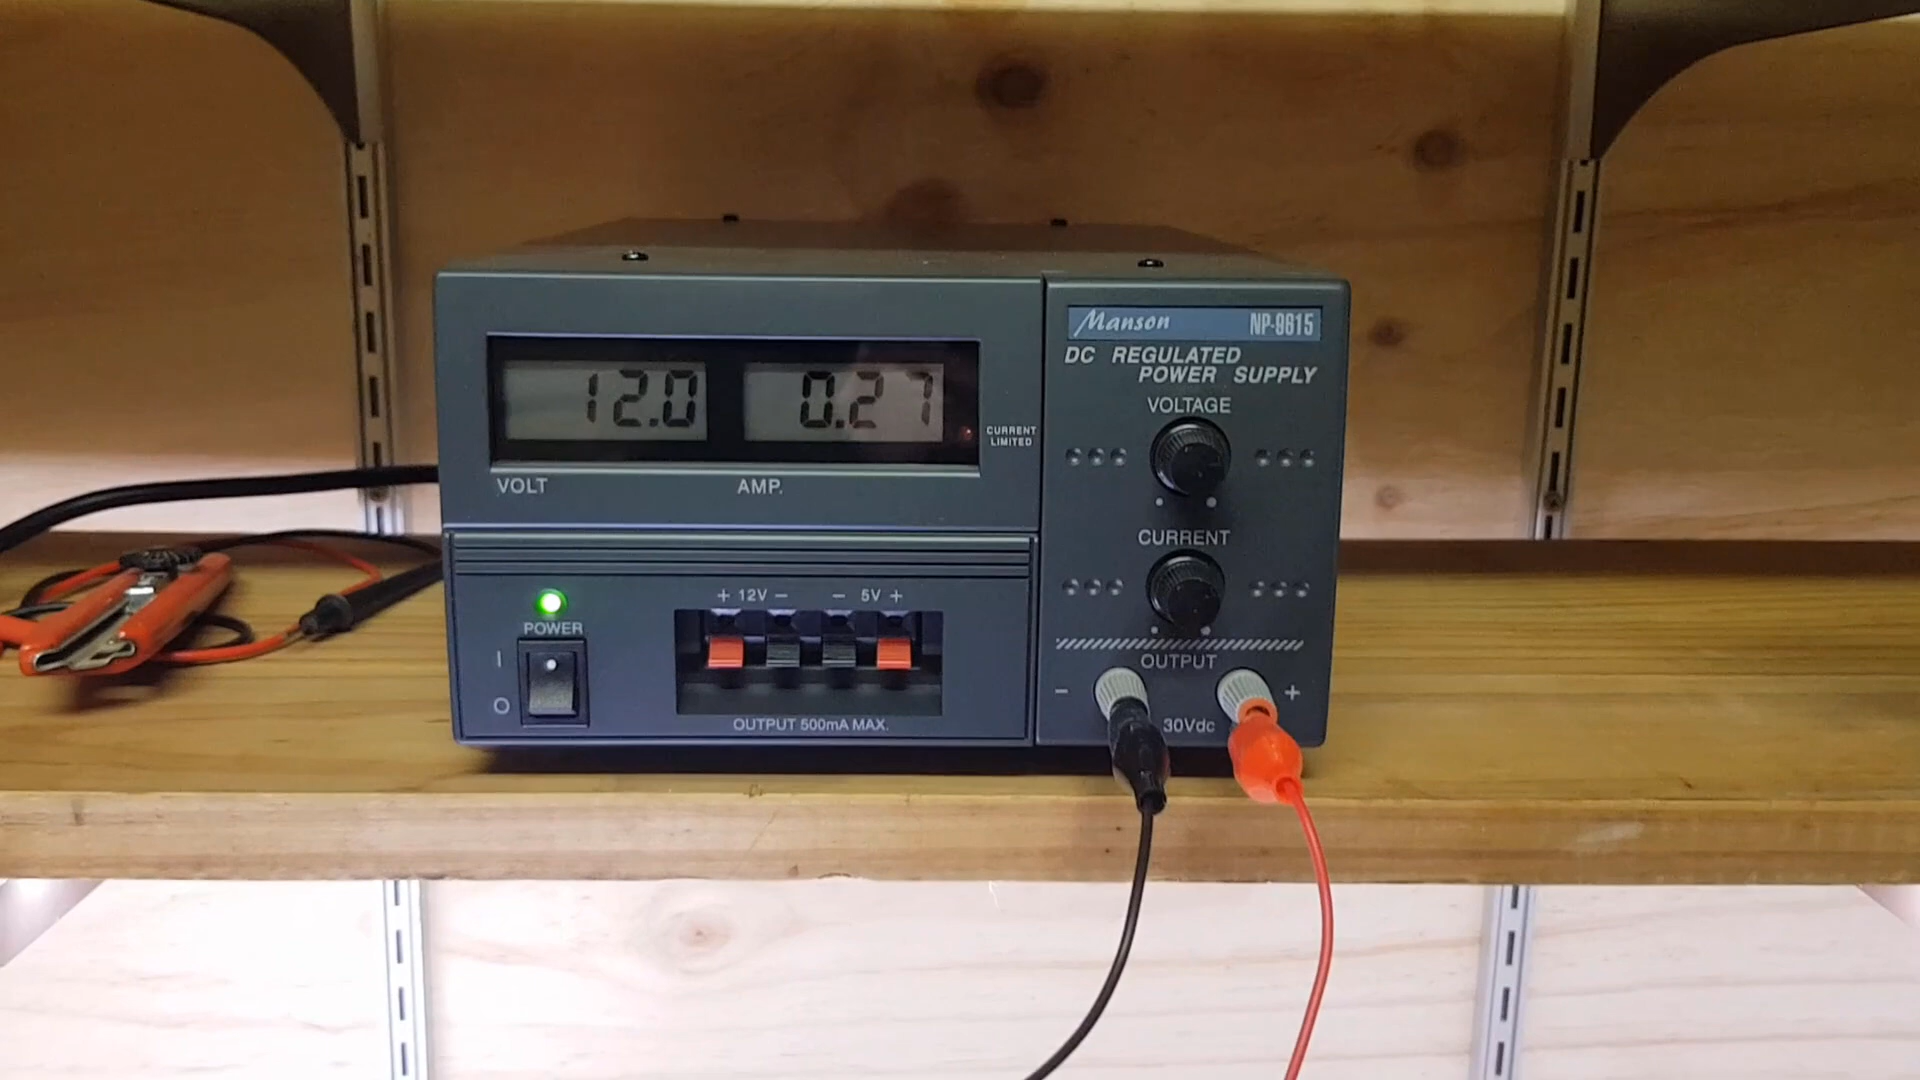 Manson NP-9615
DC REGULATED
POWER SUPPLY
12.0 0.27
CURRENT
LIMITED
VOLT AMP.
VOLTAGE
CURRENT
POWER
I
O
+ 12V − − 5V +
OUTPUT 500mA MAX.
OUTPUT
− +
30Vdc